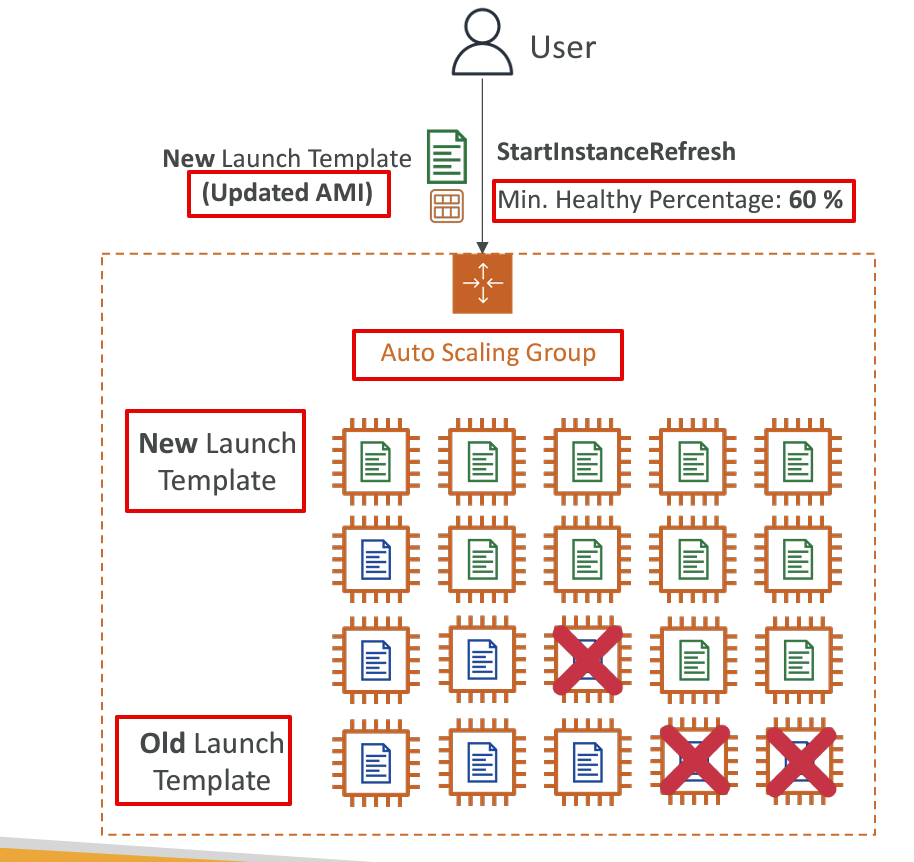 User
New Launch Template
(Updated AMI)
StartInstanceRefresh
Min. Healthy Percentage: 60 %
Auto Scaling Group
New Launch
Template
Old Launch
Template